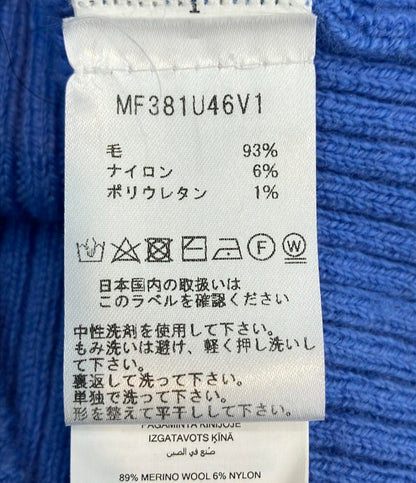 MF381U46V1
毛 93%
ナイロン 6%
ポリウレタン 1%
F W
日本国内の取扱いは
このラベルを確認ください
中性洗剤を使用して下さい。
もみ洗いは避け、軽く押し洗いし
て下さい。
裏返して洗って下さい。
単独で洗って下さい。
形を整えて平干しして下さい。
PAGAMINTA KINIJOJE
IZGATAVOTS ĶĪNĀ
صنع في الصين
89% MERINO WOOL 6% NYLON